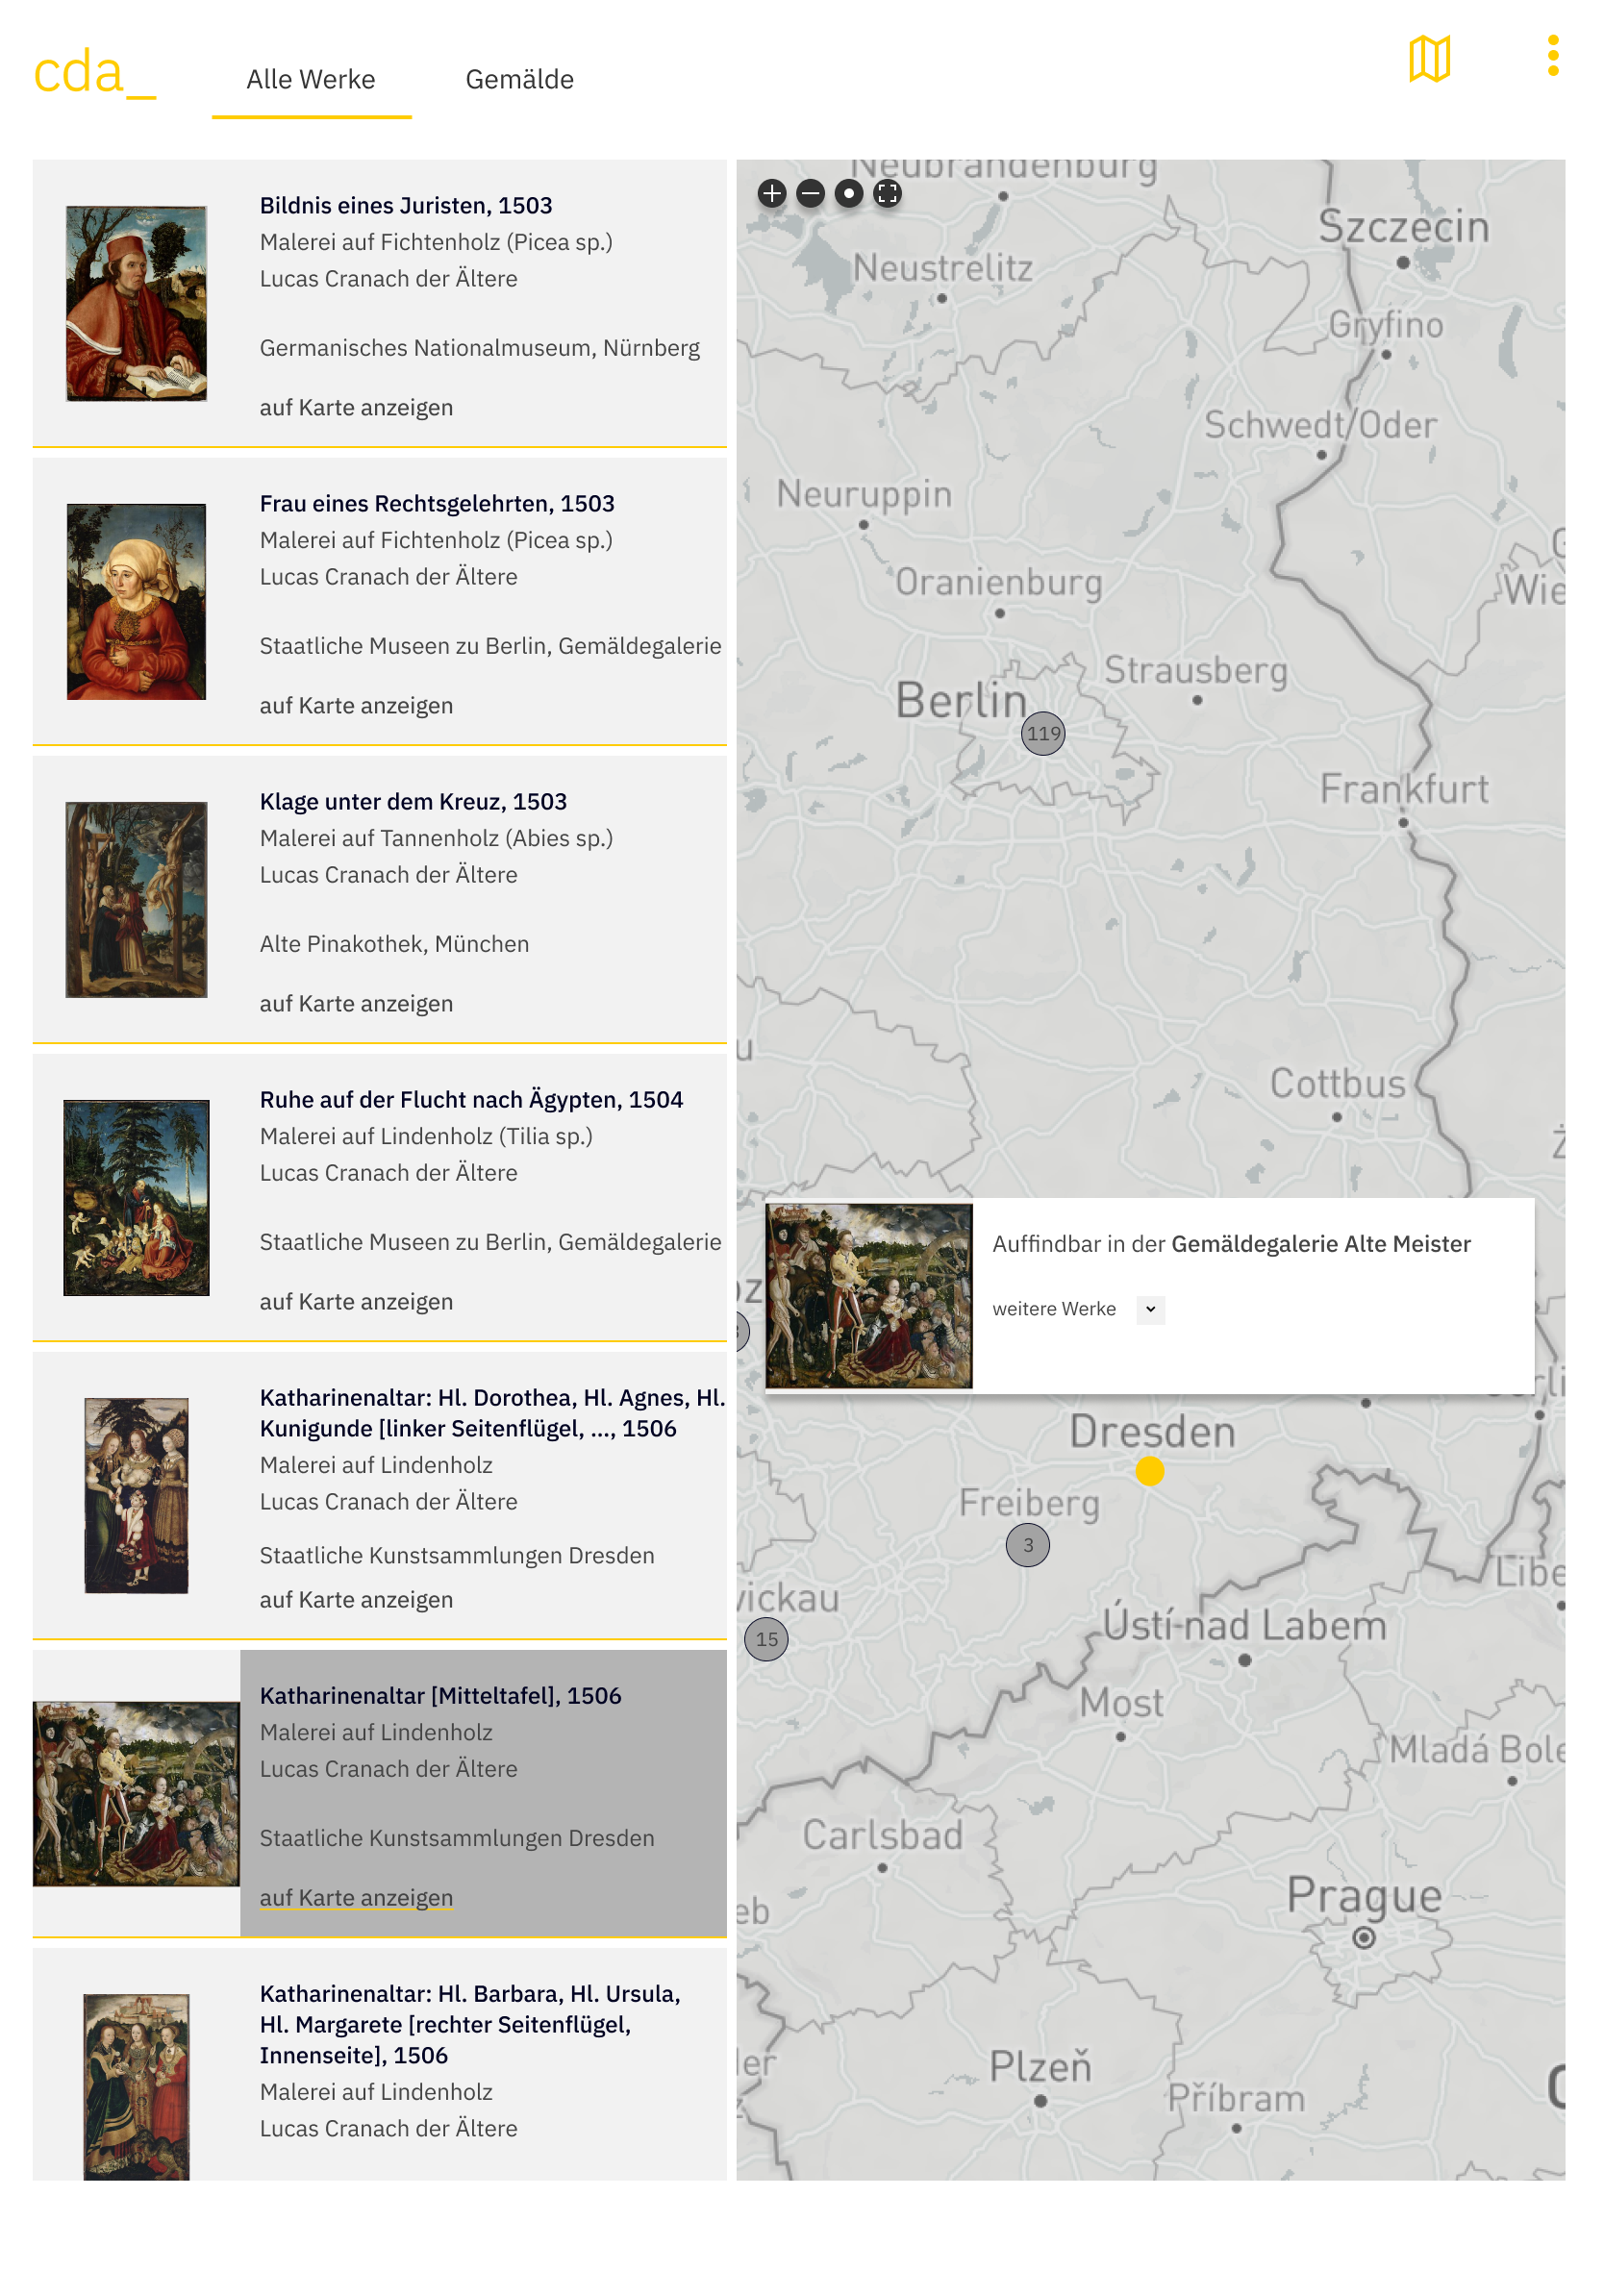 cda_
Alle Werke
Gemälde
Bildnis eines Juristen, 1503
Malerei auf Fichtenholz (Picea sp.)
Lucas Cranach der Ältere
Germanisches Nationalmuseum, Nürnberg
auf Karte anzeigen
Frau eines Rechtsgelehrten, 1503
Malerei auf Fichtenholz (Picea sp.)
Lucas Cranach der Ältere
Staatliche Museen zu Berlin, Gemäldegalerie
auf Karte anzeigen
Klage unter dem Kreuz, 1503
Malerei auf Tannenholz (Abies sp.)
Lucas Cranach der Ältere
Alte Pinakothek, München
auf Karte anzeigen
Ruhe auf der Flucht nach Ägypten, 1504
Malerei auf Lindenholz (Tilia sp.)
Lucas Cranach der Ältere
Staatliche Museen zu Berlin, Gemäldegalerie
auf Karte anzeigen
Katharinenaltar: Hl. Dorothea, Hl. Agnes, Hl.
Kunigunde [linker Seitenflügel, ..., 1506
Malerei auf Lindenholz
Lucas Cranach der Ältere
Staatliche Kunstsammlungen Dresden
auf Karte anzeigen
Katharinenaltar [Mitteltafel], 1506
Malerei auf Lindenholz
Lucas Cranach der Ältere
Staatliche Kunstsammlungen Dresden
auf Karte anzeigen
Katharinenaltar: Hl. Barbara, Hl. Ursula,
Hl. Margarete [rechter Seitenflügel,
Innenseite], 1506
Malerei auf Lindenholz
Lucas Cranach der Ältere
Neubrandenburg
Szczecin
Neustrelitz
Gryfino
Schwedt/Oder
Neuruppin
Oranienburg
Wie
Strausberg
Berlin
119
Frankfurt
Cottbus
Auffindbar in der Gemäldegalerie Alte Meister
weitere Werke
Dresden
Freiberg
3
Libe
vickau
15
Ústí nad Labem
Most
Mladá Bole
Carlsbad
Prague
eb
Plzeň
Příbram